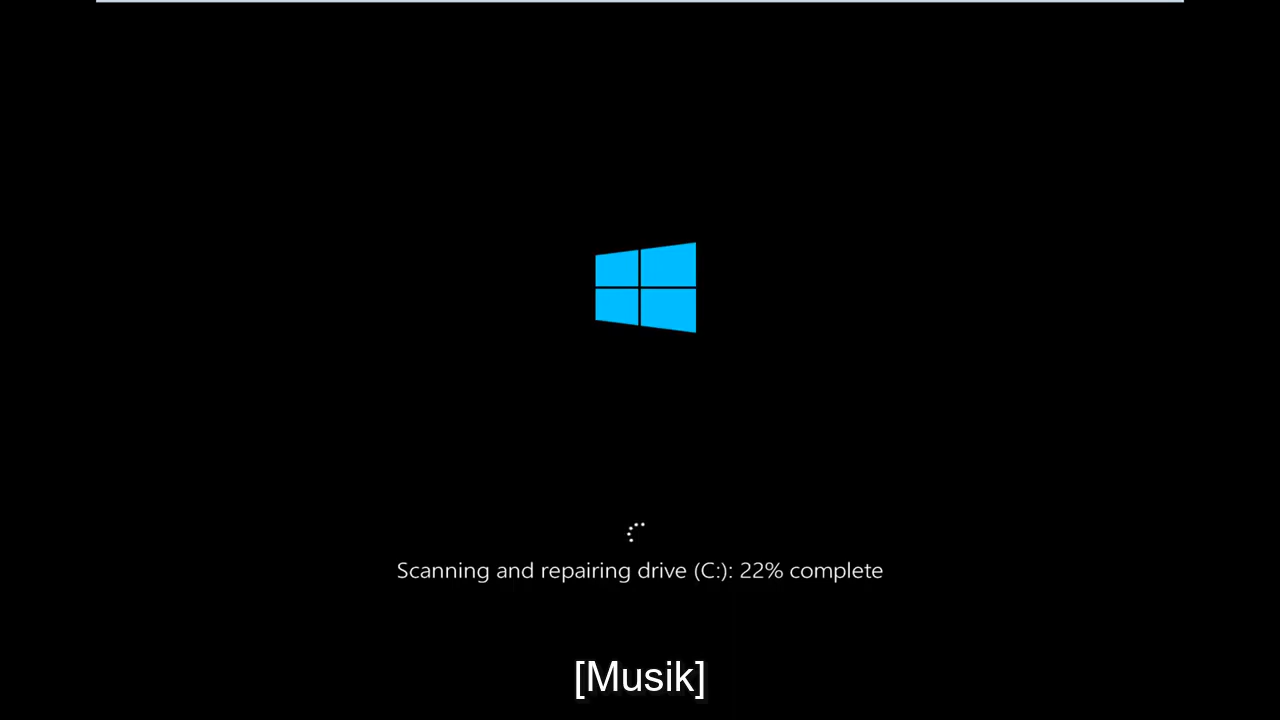 Scanning and repairing drive (C:): 22% complete
[Musik]